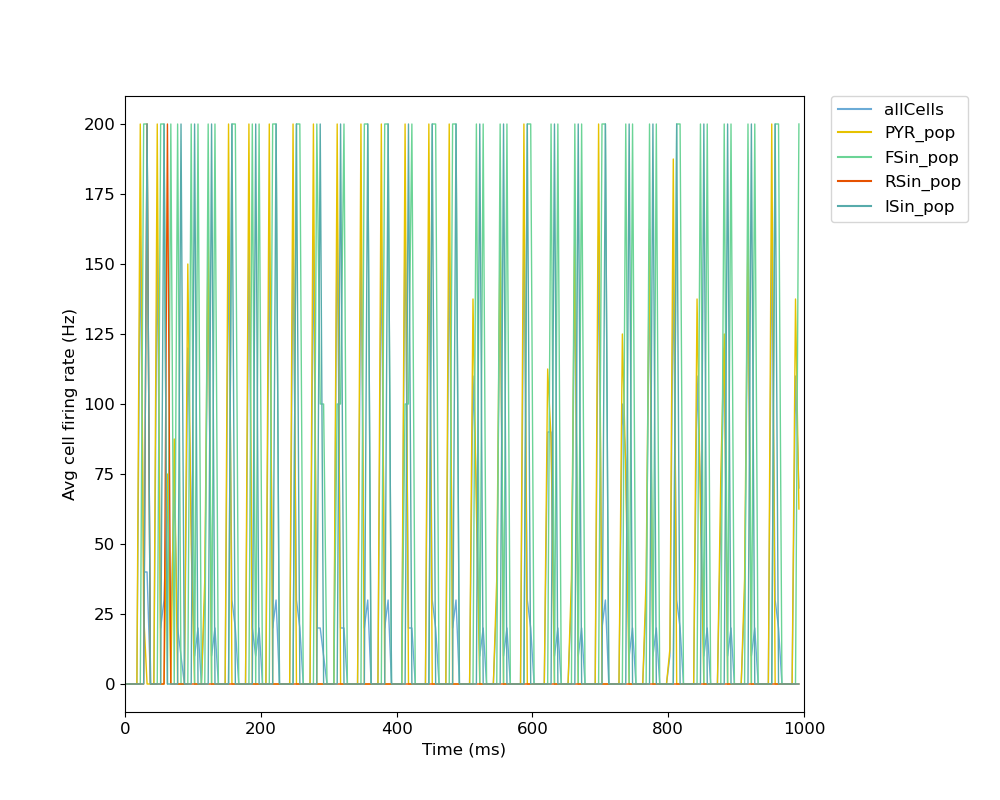 200
175
150
125
100
75
50
25
0
Avg cell firing rate (Hz)
0 200 400 600 800 1000
Time (ms)
allCells
PYR_pop
FSin_pop
RSin_pop
ISin_pop